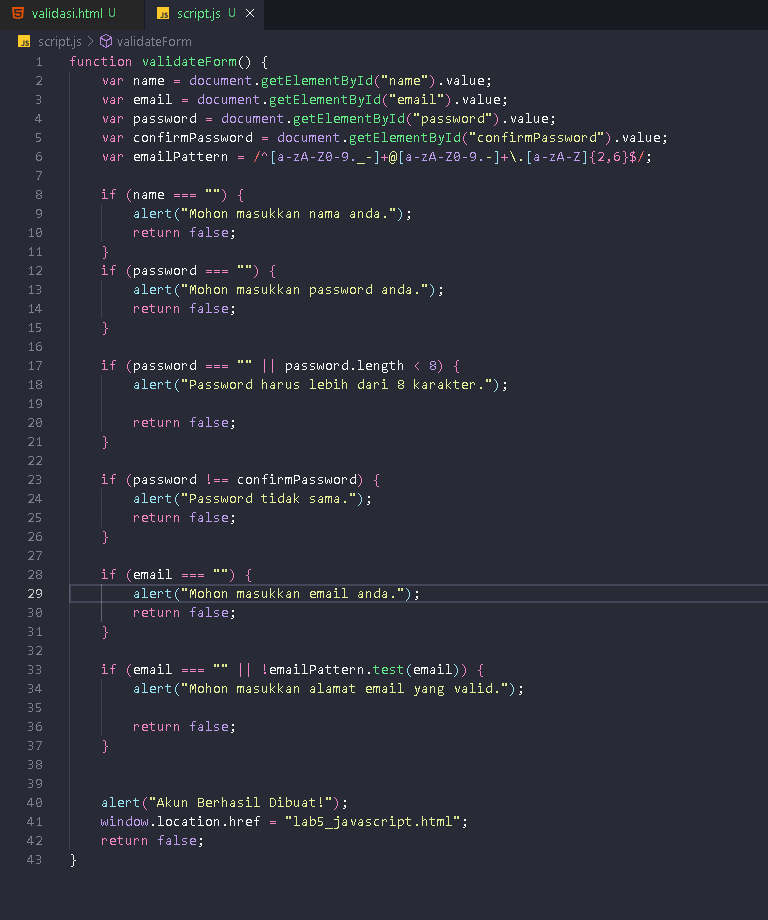 validasi.html U JS script.js U ×
JS script.js > validateForm
1 function validateForm() {
2     var name = document.getElementById("name").value;
3     var email = document.getElementById("email").value;
4     var password = document.getElementById("password").value;
5     var confirmPassword = document.getElementById("confirmPassword").value;
6     var emailPattern = /^[a-zA-Z0-9._-]+@[a-zA-Z0-9.-]+\.[a-zA-Z]{2,6}$/;
7
8     if (name === "") {
9         alert("Mohon masukkan nama anda.");
10         return false;
11     }
12     if (password === "") {
13         alert("Mohon masukkan password anda.");
14         return false;
15     }
16
17     if (password === "" || password.length < 8) {
18         alert("Password harus lebih dari 8 karakter.");
19
20         return false;
21     }
22
23     if (password !== confirmPassword) {
24         alert("Password tidak sama.");
25         return false;
26     }
27
28     if (email === "") {
29         alert("Mohon masukkan email anda.");
30         return false;
31     }
32
33     if (email === "" || !emailPattern.test(email)) {
34         alert("Mohon masukkan alamat email yang valid.");
35
36         return false;
37     }
38
39
40     alert("Akun Berhasil Dibuat!");
41     window.location.href = "lab5_javascript.html";
42     return false;
43 }